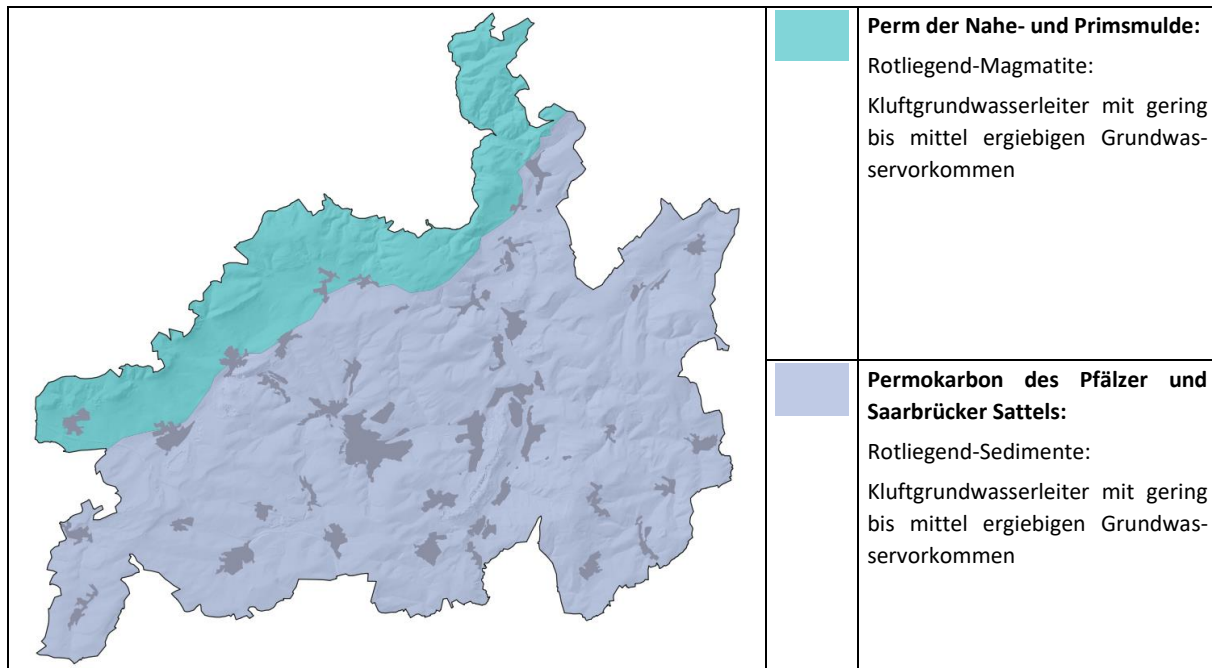 Perm der Nahe- und Primsmulde:
Rotliegend-Magmatite:
Kluftgrundwasserleiter mit gering
bis mittel ergiebigen Grundwas-
servorkommen
Permokarbon des Pfälzer und
Saarbrücker Sattels:
Rotliegend-Sedimente:
Kluftgrundwasserleiter mit gering
bis mittel ergiebigen Grundwas-
servorkommen